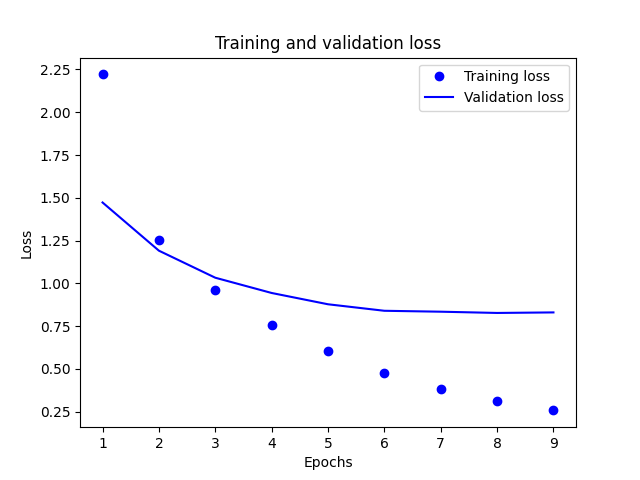 Training and validation loss
Training loss
Validation loss
2.25
2.00
1.75
1.50
1.25
1.00
0.75
0.50
0.25
Loss
1 2 3 4 5 6 7 8 9
Epochs